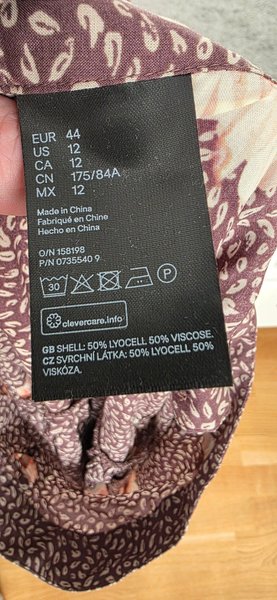 EUR 44
US 12
CA 12
CN 175/84A
MX 12
Made in China
Fabriqué en Chine
Hecho en China
O/N 158198
P/N 0735540 9
30
P
clevercare.info
GB SHELL: 50% LYOCELL 50% VISCOSE.
CZ SVRCHNÍ LÁTKA: 50% LYOCELL 50%
VISKÓZA.